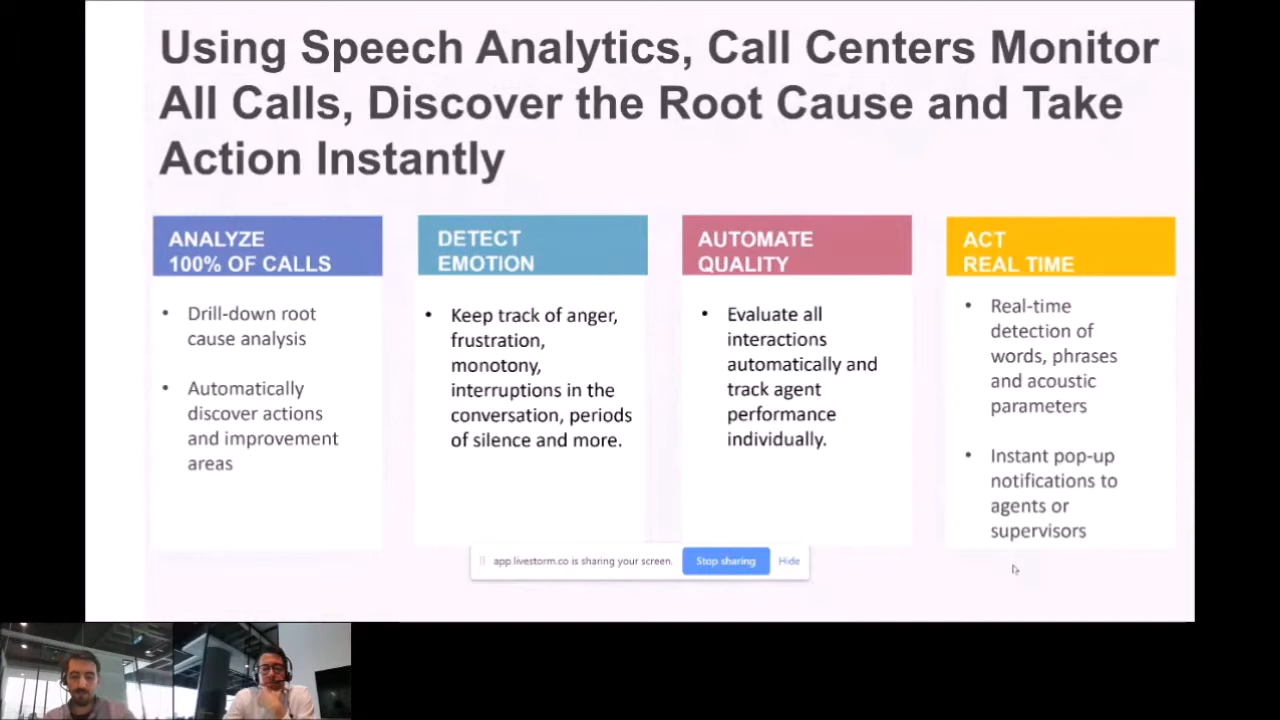 Using Speech Analytics, Call Centers Monitor
All Calls, Discover the Root Cause and Take
Action Instantly
ANALYZE
100% OF CALLS
• Drill-down root
cause analysis
• Automatically
discover actions
and improvement
areas
DETECT
EMOTION
• Keep track of anger,
frustration,
monotony,
interruptions in the
conversation, periods
of silence and more.
AUTOMATE
QUALITY
• Evaluate all
interactions
automatically and
track agent
performance
individually.
ACT
REAL TIME
• Real-time
detection of
words, phrases
and acoustic
parameters
• Instant pop-up
notifications to
agents or
supervisors
app.livestorm.co is sharing your screen. Stop sharing Hide